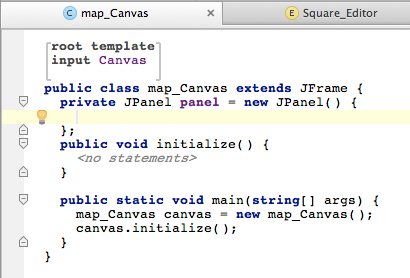 C map_Canvas × E Square_Editor
root template
input Canvas
public class map_Canvas extends JFrame {
private JPanel panel = new JPanel() {
};
public void initialize() {
<no statements>
}
public static void main(string[] args) {
map_Canvas canvas = new map_Canvas();
canvas.initialize();
}
}